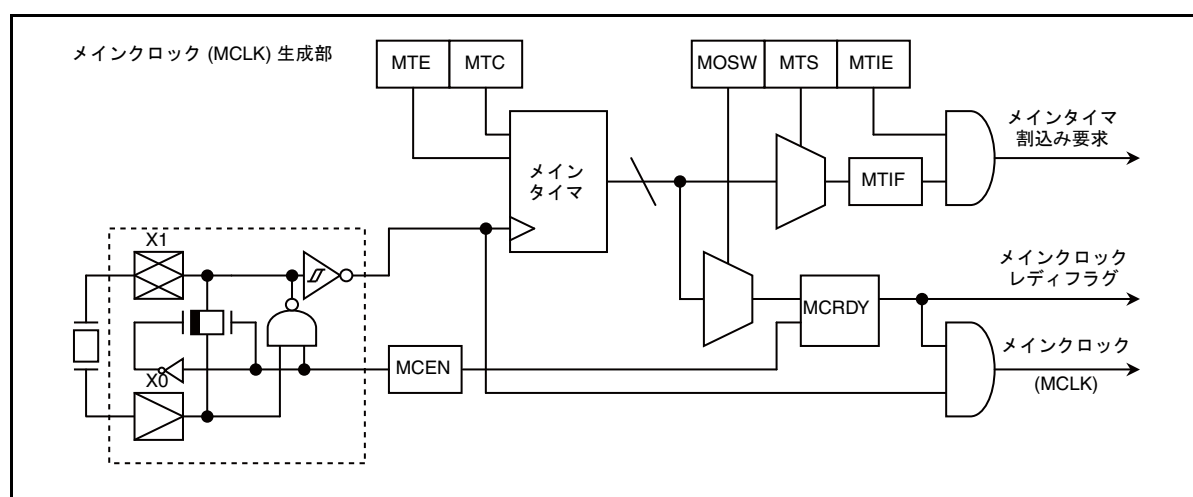 メインクロック (MCLK) 生成部
MTE MTC
MOSW MTS MTIE
メインタイマ
割込み要求
メイン
タイマ
MTIF
X1
メインクロック
レディフラグ
MCRDY
MCEN
X0
メインクロック
(MCLK)